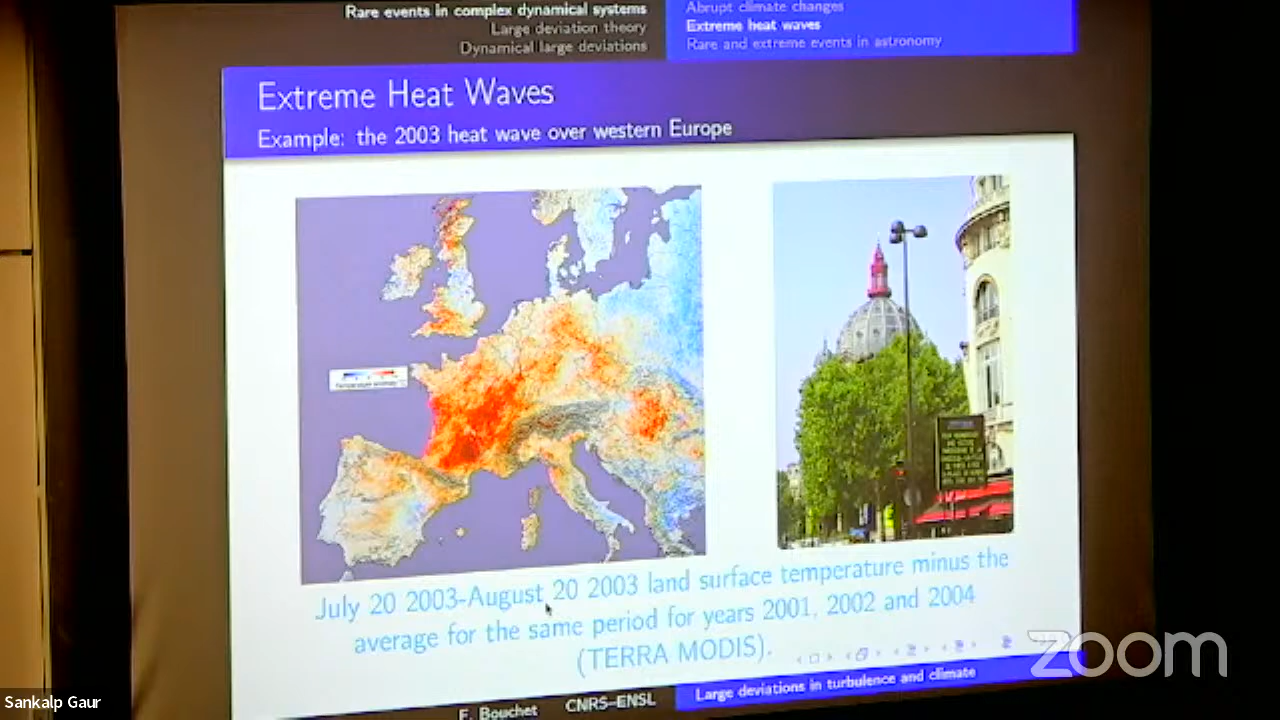 Rare events in complex dynamical systems
Large deviation theory
Dynamical large deviations
Abrupt climate changes
Extreme heat waves
Rare and extreme events in astronomy
Extreme Heat Waves
Example: the 2003 heat wave over western Europe
Temperature anomaly
July 20 2003-August 20 2003 land surface temperature minus the
average for the same period for years 2001, 2002 and 2004
(TERRA MODIS).
zoom
F. Bouchet CNRS-ENSL
Large deviations in turbulence and climate
Sankalp Gaur